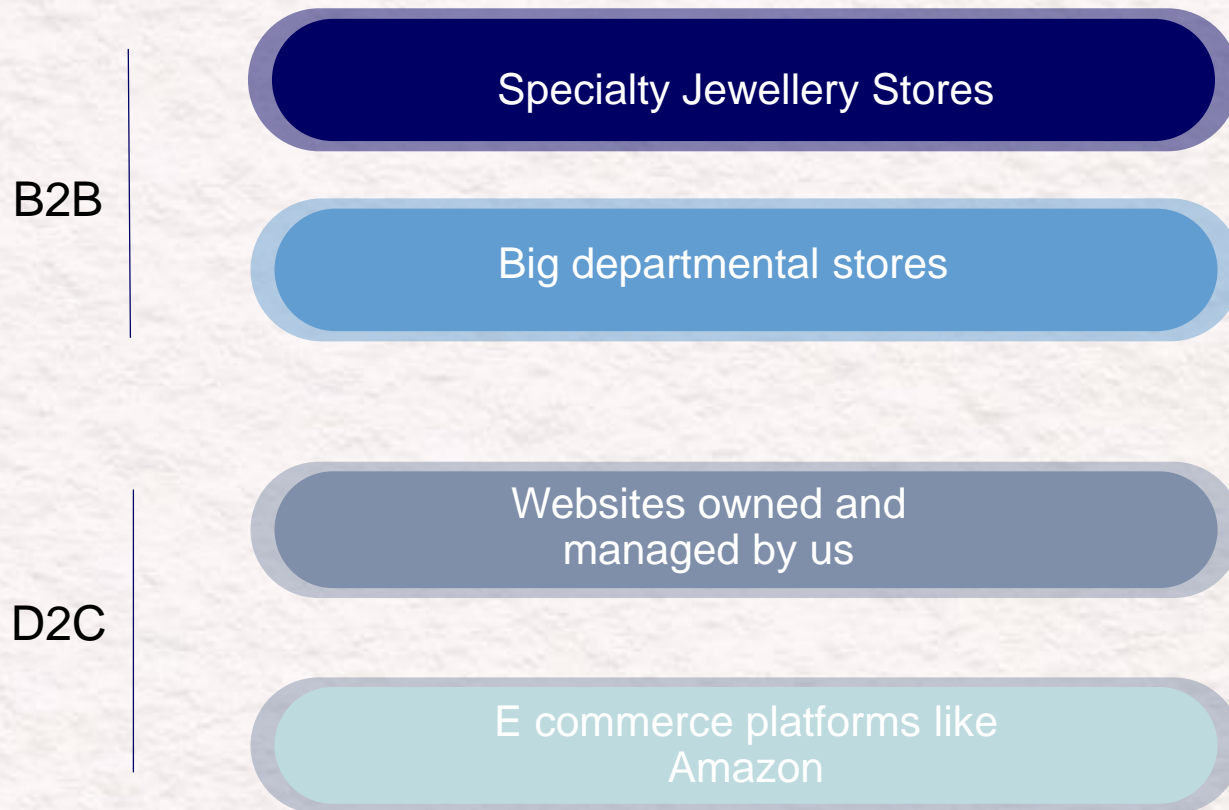 B2B
Specialty Jewellery Stores
Big departmental stores
D2C
Websites owned and
managed by us
E commerce platforms like
Amazon